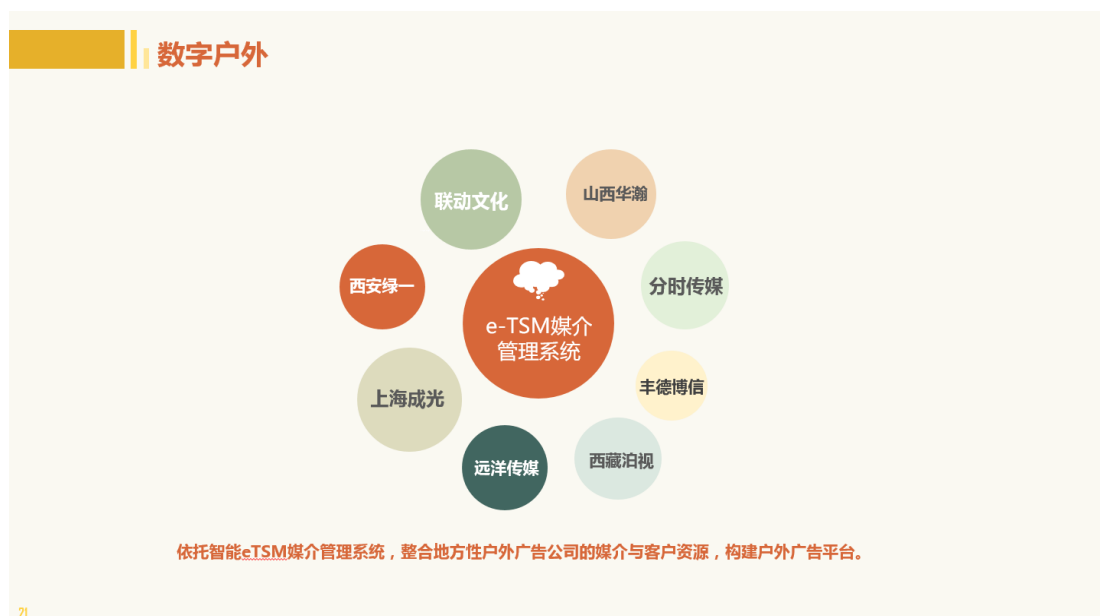 数字户外
联动文化
山西华瀚
西安绿一
分时传媒
e-TSM媒介
管理系统
上海成光
丰德博信
远洋传媒
西藏泊视
依托智能eTSM媒介管理系统，整合地方性户外广告公司的媒介与客户资源，构建户外广告平台。
21